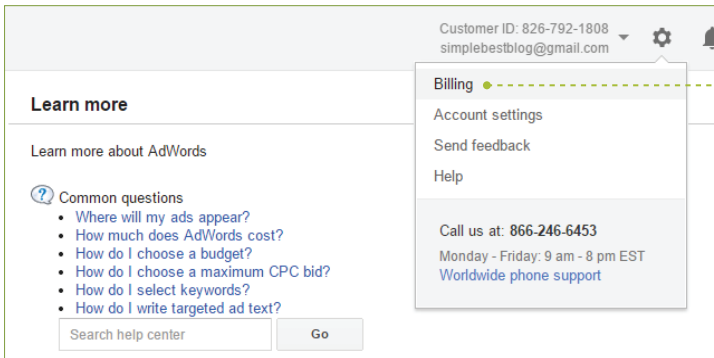 Customer ID: 826-792-1808
simplebestblog@gmail.com
Billing
Account settings
Send feedback
Help
Call us at: 866-246-6453
Monday - Friday: 9 am - 8 pm EST
Worldwide phone support
Learn more
Learn more about AdWords
? Common questions
• Where will my ads appear?
• How much does AdWords cost?
• How do I choose a budget?
• How do I choose a maximum CPC bid?
• How do I select keywords?
• How do I write targeted ad text?
Search help center
Go